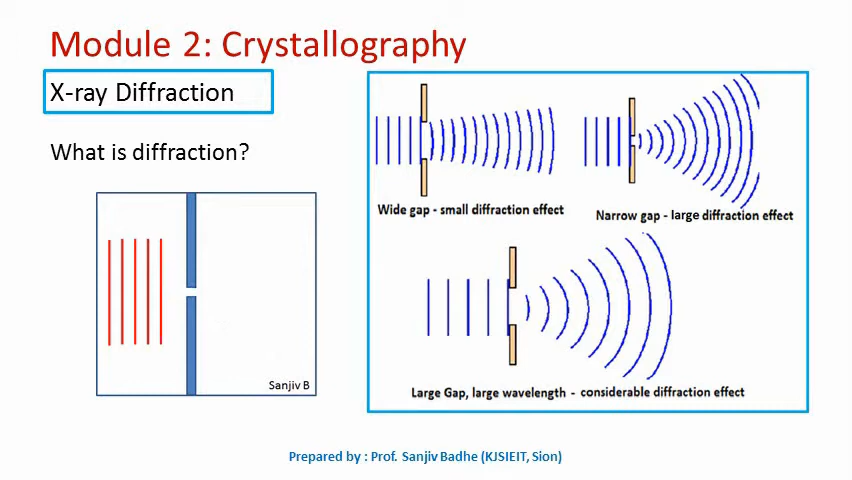 Module 2: Crystallography
X-ray Diffraction
What is diffraction?
Sanjiv B
Wide gap - small diffraction effect
Narrow gap - large diffraction effect
Large Gap, large wavelength - considerable diffraction effect
Prepared by : Prof. Sanjiv Badhe (KJSIEIT, Sion)